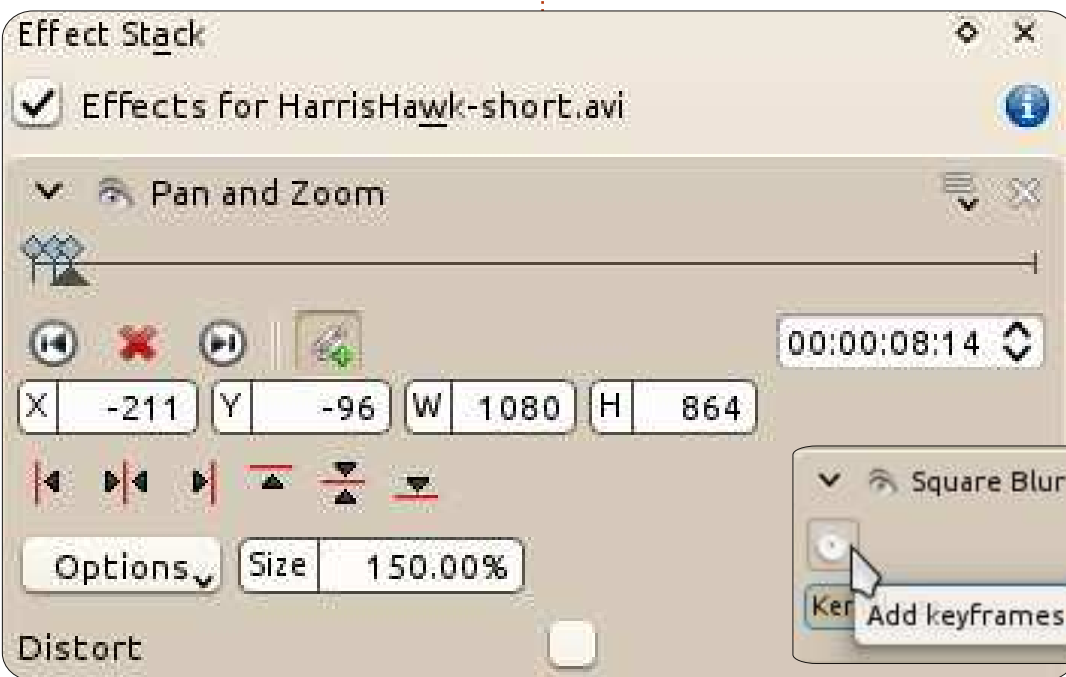 Effect Stack
Effects for HarrisHawk-short.avi
Pan and Zoom
00:00:08:14
X -211 Y -96 W 1080 H 864
Square Blur
Options Size 150.00%
Ker
Add keyframes
Distort